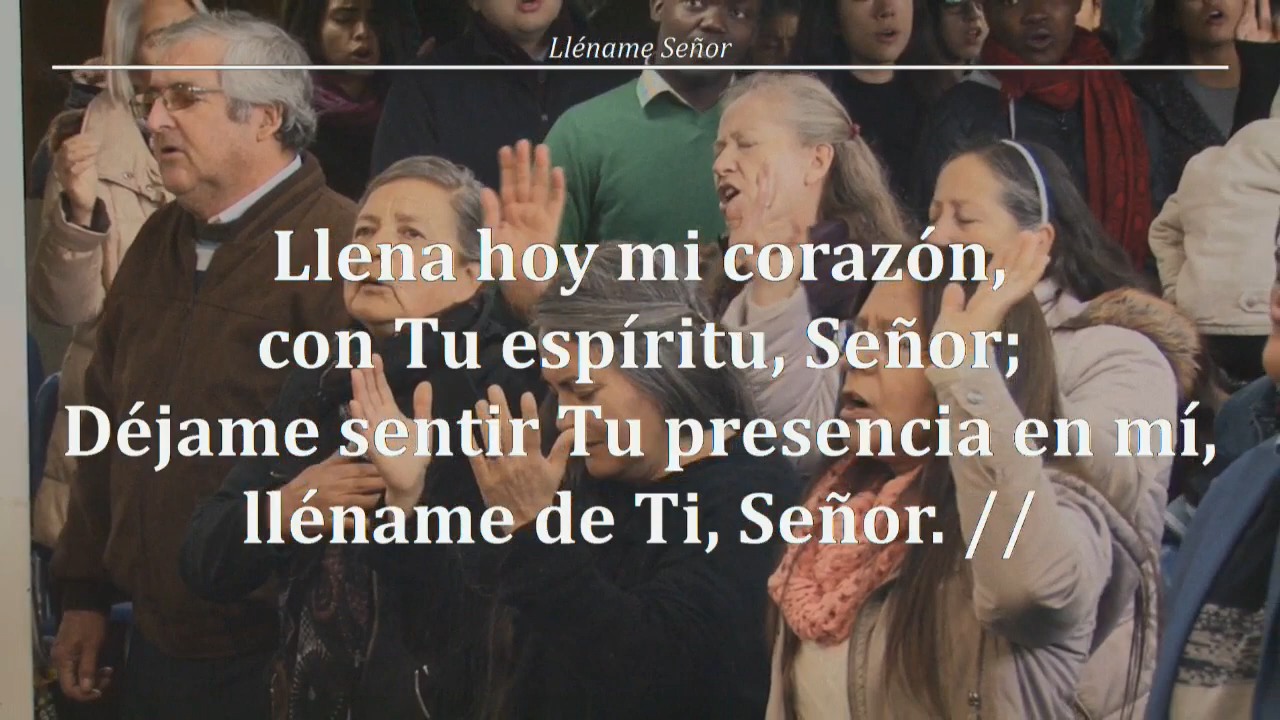 Lléname Señor
Llena hoy mi corazón,
con Tu espíritu, Señor;
Déjame sentir Tu presencia en mí,
lléname de Ti, Señor. //